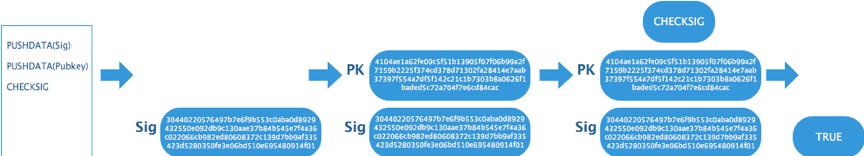 PUSHDATA(Sig)
PUSHDATA(Pubkey)
CHECKSIG
Sig
30440220576497b7e6f9b553c0aba0d8929
432550e092db9c130aae37b84b545e7f4a36
c022066cb982ed80608372c139d7bb9af335
423d5280350fe3e06bd510e695480914f01
PK
4104ae1a62fe09c5f51b13905f07f06b99a2f
7159b2225f374cd378d71302fa28414e7aab
37397f554a7df5f142c21c1b7303b8a0626f1
baded5c72a704f7e6cd84cac
Sig
30440220576497b7e6f9b553c0aba0d8929
432550e092db9c130aae37b84b545e7f4a36
c022066cb982ed80608372c139d7bb9af335
423d5280350fe3e06bd510e695480914f01
CHECKSIG
PK
4104ae1a62fe09c5f51b13905f07f06b99a2f
7159b2225f374cd378d71302fa28414e7aab
37397f554a7df5f142c21c1b7303b8a0626f1
baded5c72a704f7e6cd84cac
Sig
30440220576497b7e6f9b553c0aba0d8929
432550e092db9c130aae37b84b545e7f4a36
c022066cb982ed80608372c139d7bb9af335
423d5280350fe3e06bd510e695480914f01
TRUE